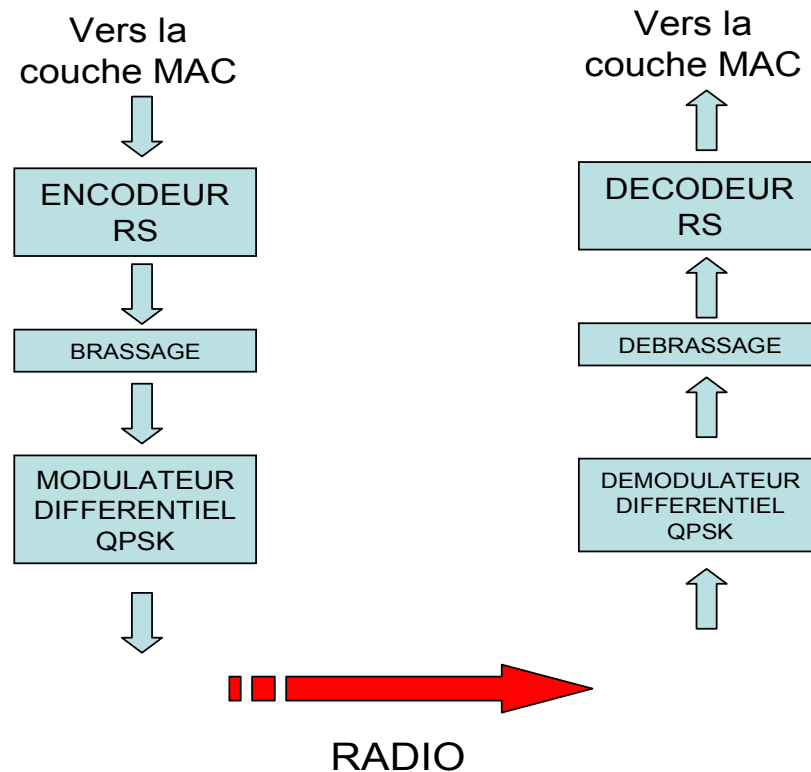 Vers la
couche MAC
ENCODEUR
RS
BRASSAGE
MODULATEUR
DIFFERENTIEL
QPSK
Vers la
couche MAC
DECODEUR
RS
DEBRASSAGE
DEMODULATEUR
DIFFERENTIEL
QPSK
RADIO